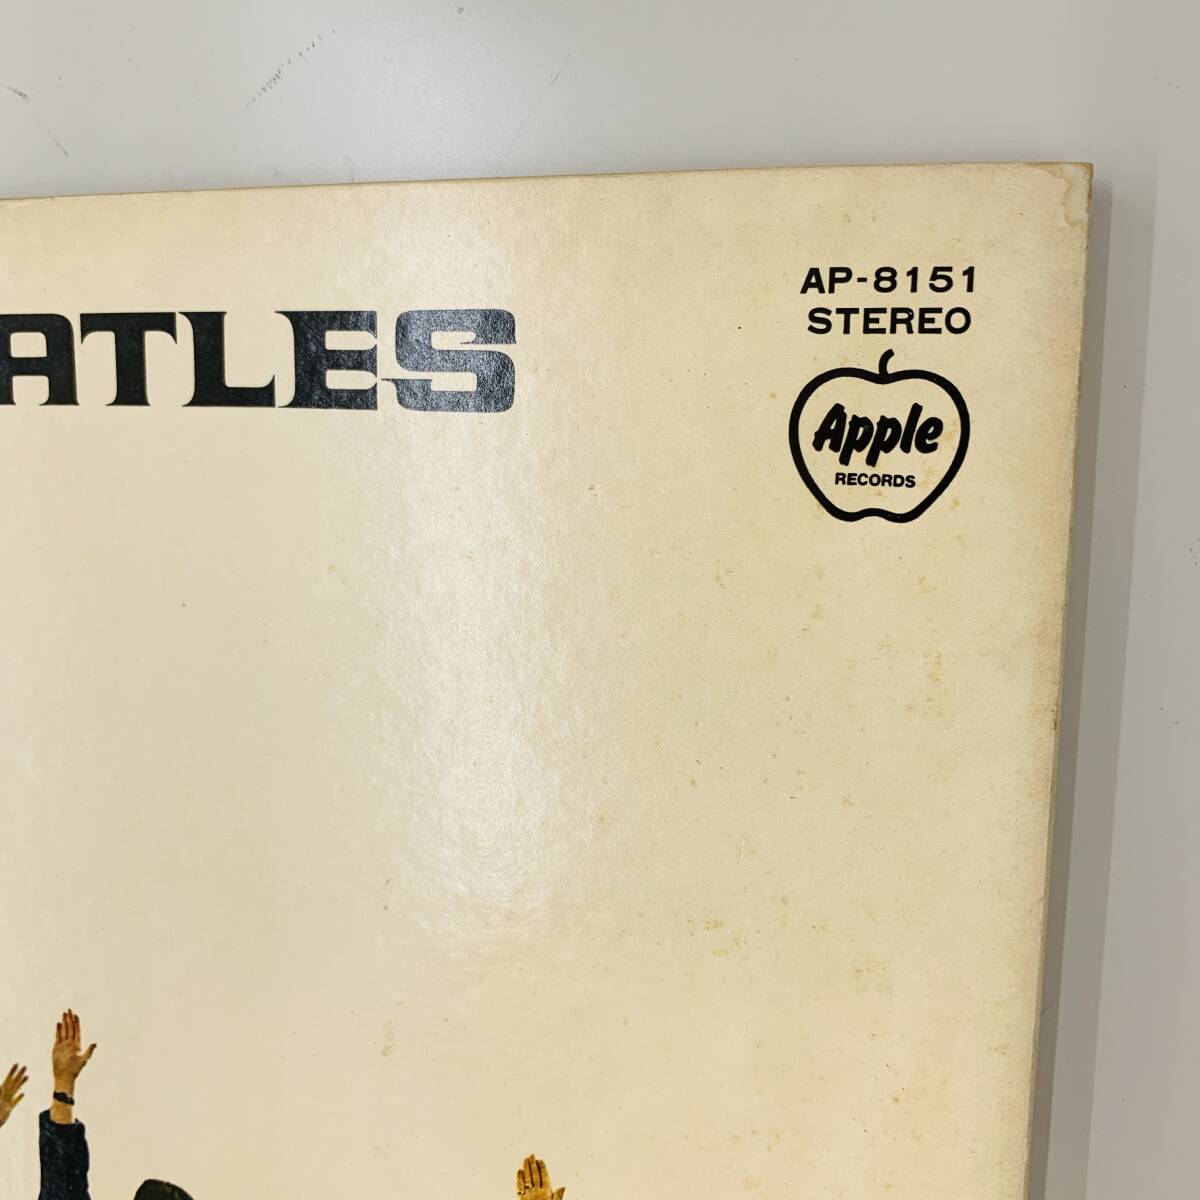 ATLES
AP-8151
STEREO
Apple
RECORDS